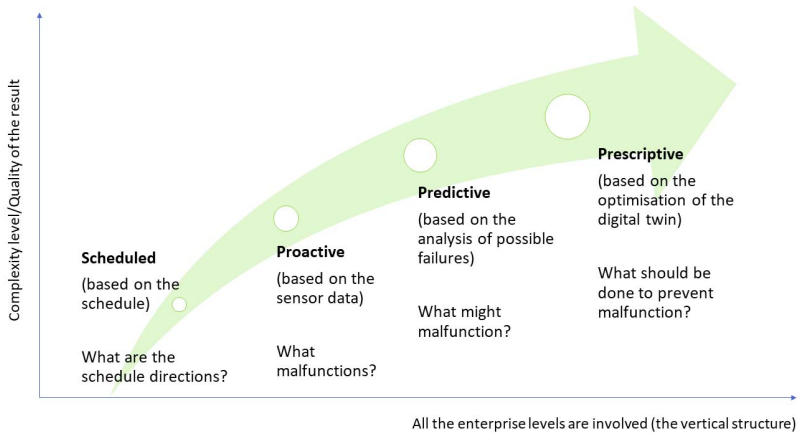 Complexity level/Quality of the result
Scheduled
(based on the
schedule)
What are the
schedule directions?
Proactive
(based on the
sensor data)
What
malfunctions?
Predictive
(based on the
analysis of possible
failures)
What might
malfunction?
Prescriptive
(based on the
optimisation of the
digital twin)
What should be
done to prevent
malfunction?
All the enterprise levels are involved (the vertical structure)